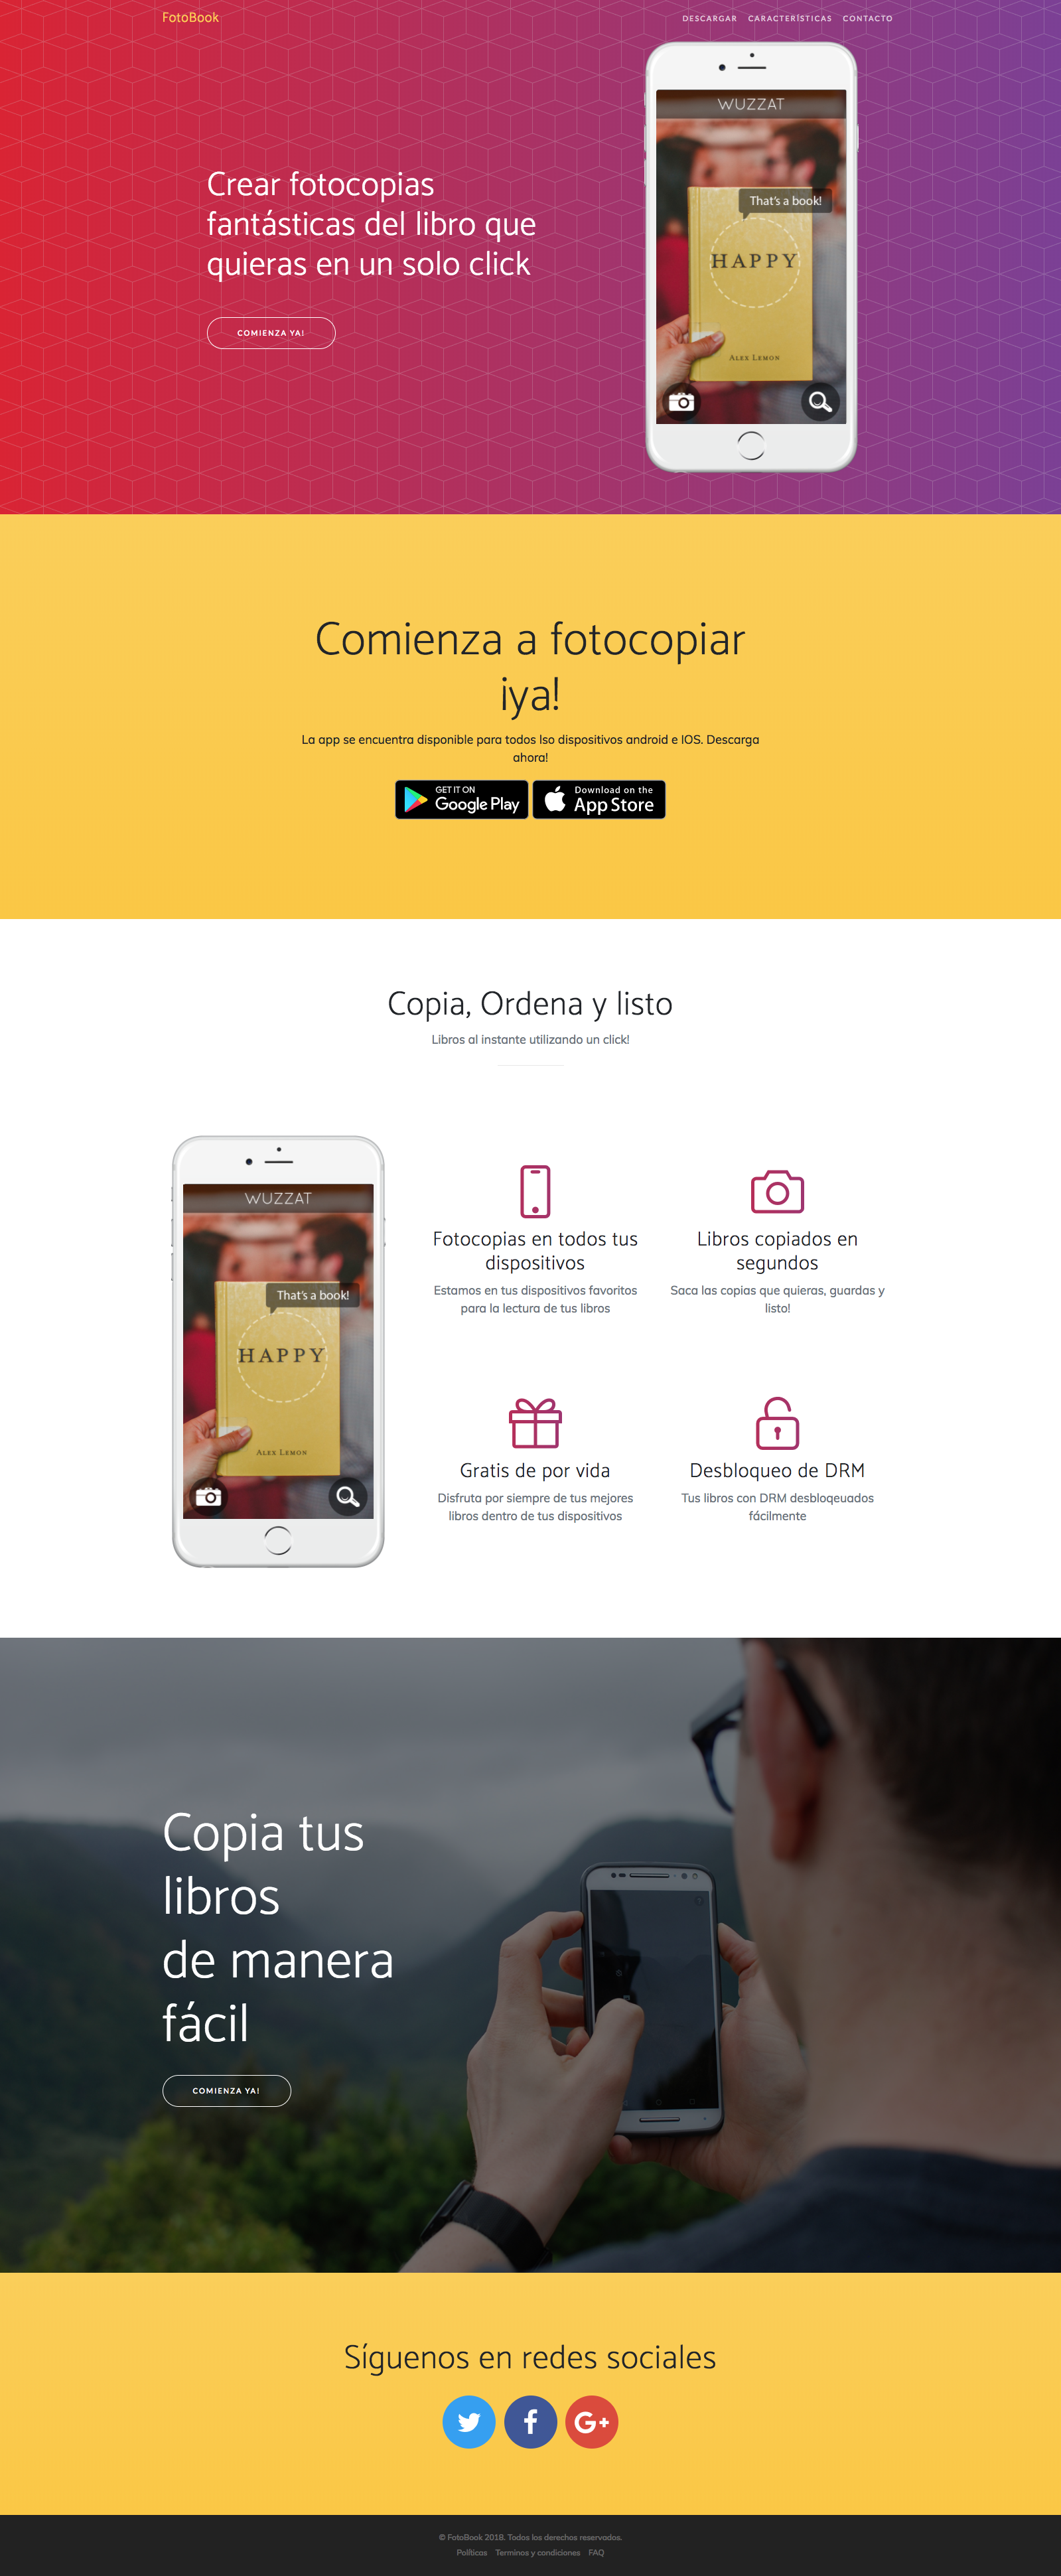 FotoBook
DESCARGAR CARACTERÍSTICAS CONTACTO
WUZZAT
That's a book!
HAPPY
ALEX LEMON
Crear fotocopias
fantásticas del libro que
quieras en un solo click
COMIENZA YA!
Comienza a fotocopiar
¡ya!
La app se encuentra disponible para todos lso dispositivos android e IOS. Descarga
ahora!
GET IT ON
Google Play
Download on the
App Store
Copia, Ordena y listo
Libros al instante utilizando un click!
WUZZAT
That's a book!
HAPPY
ALEX LEMON
Fotocopias en todos tus
dispositivos
Estamos en tus dispositivos favoritos
para la lectura de tus libros
Libros copiados en
segundos
Saca las copias que quieras, guardas y
listo!
Gratis de por vida
Disfruta por siempre de tus mejores
libros dentro de tus dispositivos
Desbloqueo de DRM
Tus libros con DRM desbloqeuados
fácilmente
Copia tus
libros
de manera
fácil
COMIENZA YA!
Síguenos en redes sociales
G+
© FotoBook 2018. Todos los derechos reservados.
Políticas Terminos y condiciones FAQ